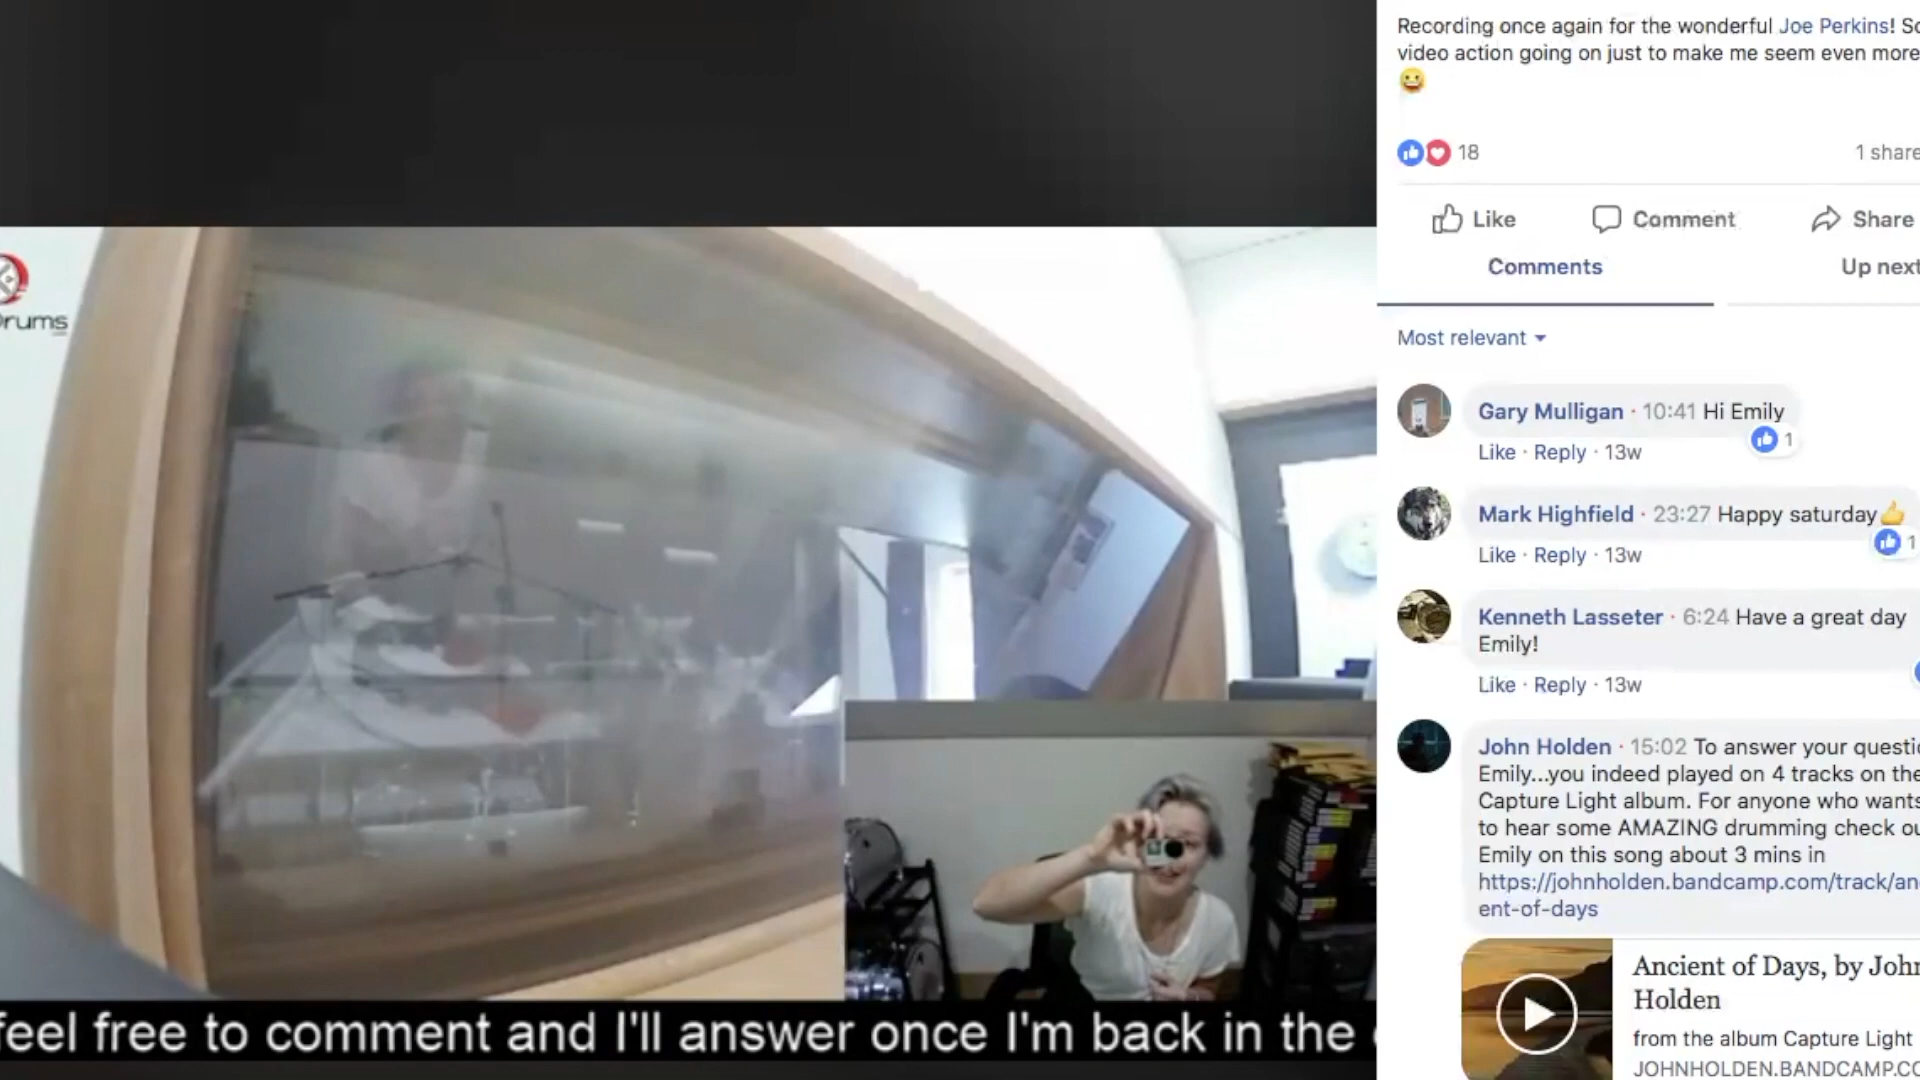 Recording once again for the wonderful Joe Perkins! So
video action going on just to make me seem even more
😀
18
1 share
Like Comment Share
Comments Up next
Most relevant
Gary Mulligan · 10:41 Hi Emily
1
Like · Reply · 13w
Mark Highfield · 23:27 Happy saturday👍
1
Like · Reply · 13w
Kenneth Lasseter · 6:24 Have a great day
Emily!
Like · Reply · 13w
John Holden · 15:02 To answer your questi
Emily...you indeed played on 4 tracks on the
Capture Light album. For anyone who wants
to hear some AMAZING drumming check ou
Emily on this song about 3 mins in
https://johnholden.bandcamp.com/track/an
ent-of-days
Ancient of Days, by John
Holden
from the album Capture Light
JOHNHOLDEN.BANDCAMP.CO
rums
feel free to comment and I'll answer once I'm back in the